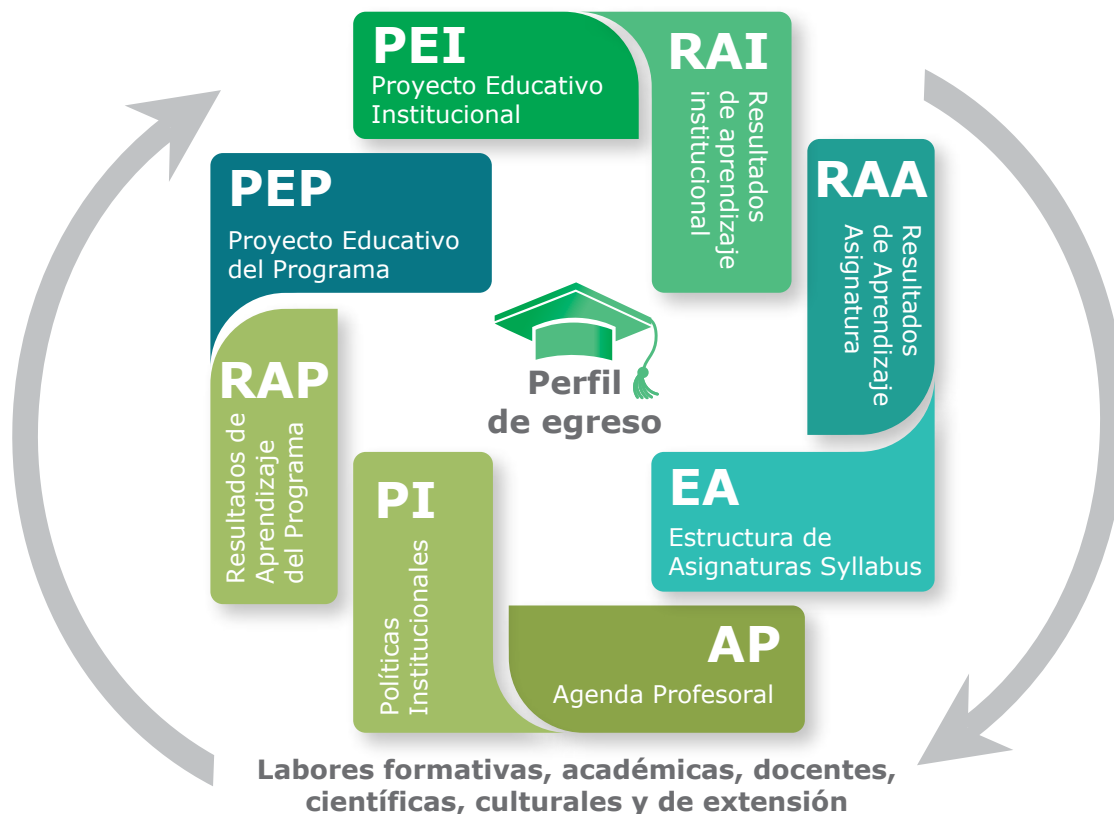 PEI
Proyecto Educativo
Institucional
RAI
Resultados
de aprendizaje
institucional
RAA
Resultados
de Aprendizaje
Asignatura
PEP
Proyecto Educativo
del Programa
Perfil
de egreso
RAP
Resultados de
Aprendizaje
del Programa
PI
Políticas
Institucionales
EA
Estructura de
Asignaturas Syllabus
AP
Agenda Profesoral
Labores formativas, académicas, docentes,
científicas, culturales y de extensión